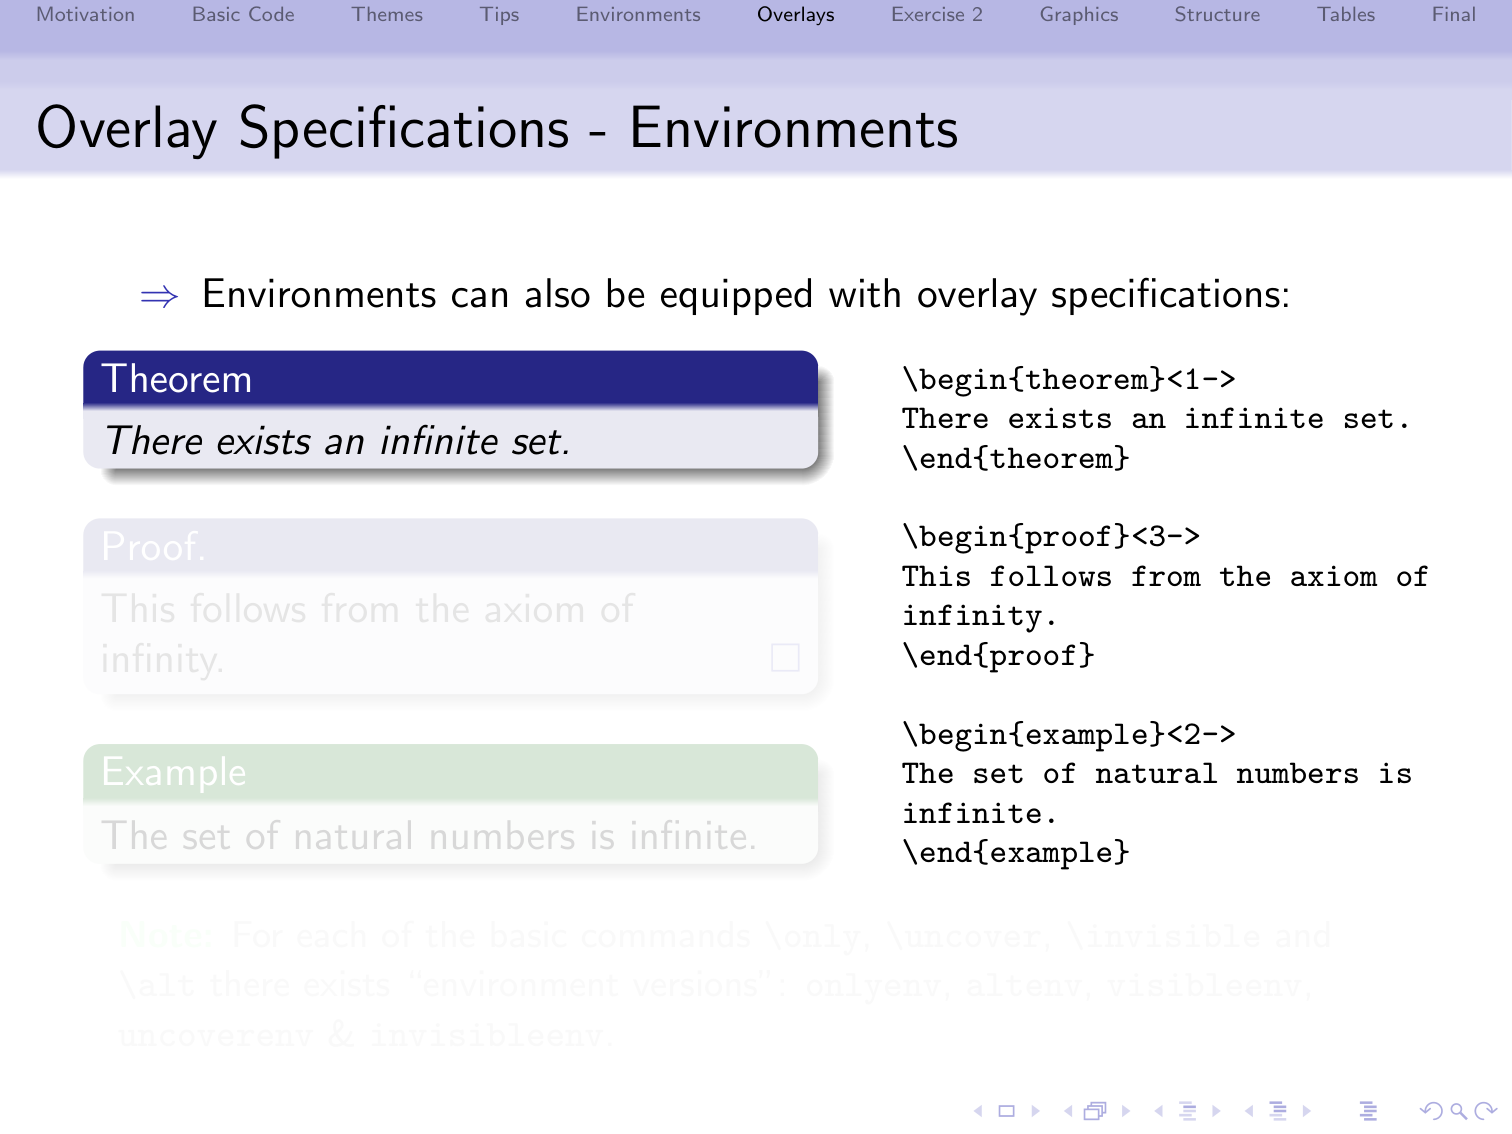 Motivation Basic Code Themes Tips Environments Overlays Exercise 2 Graphics Structure Tables Final
Overlay Specifications - Environments
⇒ Environments can also be equipped with overlay specifications:
Theorem
There exists an infinite set.
Proof.
This follows from the axiom of
infinity.
Example
The set of natural numbers is infinite.
\begin{theorem}<1->
There exists an infinite set.
\end{theorem}
\begin{proof}<3->
This follows from the axiom of
infinity.
\end{proof}
\begin{example}<2->
The set of natural numbers is
infinite.
\end{example}
Note: For each of the basic commands \only, \uncover, \invisible and
\alt there exists “environment versions”: onlyenv, altenv, visibleenv,
uncoverenv & invisibleenv.